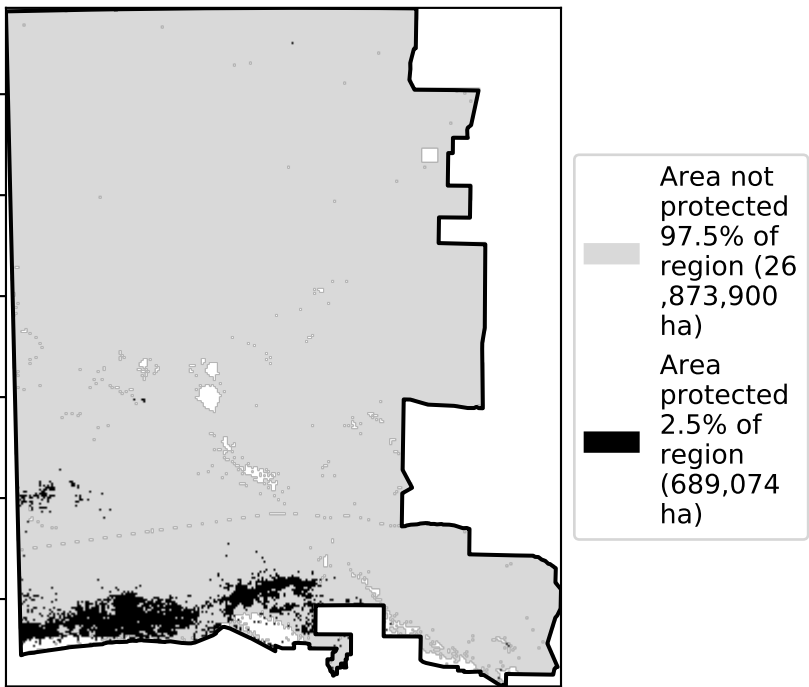 Area not
protected
97.5% of
region (26
,873,900
ha)
Area
protected
2.5% of
region
(689,074
ha)